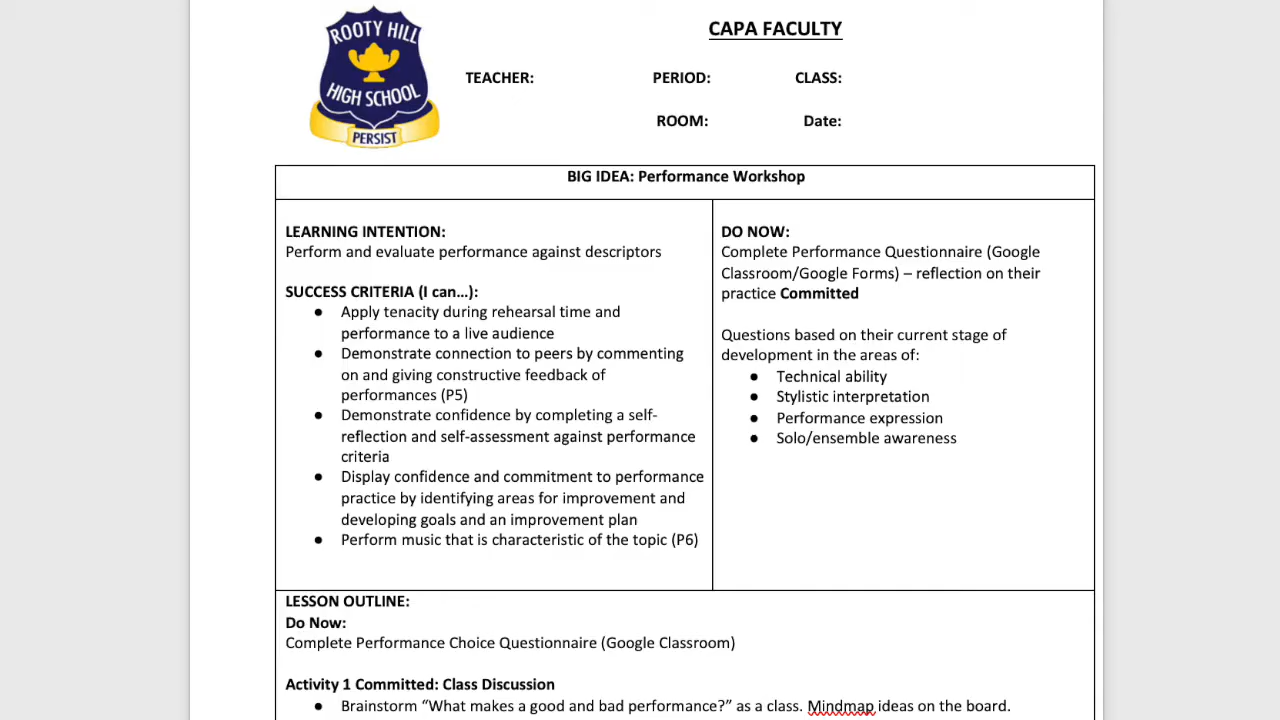 ROOTY HILL
HIGH SCHOOL
PERSIST
CAPA FACULTY
TEACHER: PERIOD: CLASS:
ROOM: Date:
BIG IDEA: Performance Workshop
LEARNING INTENTION:
Perform and evaluate performance against descriptors
SUCCESS CRITERIA (I can…):
● Apply tenacity during rehearsal time and
performance to a live audience
● Demonstrate connection to peers by commenting
on and giving constructive feedback of
performances (P5)
● Demonstrate confidence by completing a self-
reflection and self-assessment against performance
criteria
● Display confidence and commitment to performance
practice by identifying areas for improvement and
developing goals and an improvement plan
● Perform music that is characteristic of the topic (P6)
DO NOW:
Complete Performance Questionnaire (Google
Classroom/Google Forms) – reflection on their
practice Committed
Questions based on their current stage of
development in the areas of:
● Technical ability
● Stylistic interpretation
● Performance expression
● Solo/ensemble awareness
LESSON OUTLINE:
Do Now:
Complete Performance Choice Questionnaire (Google Classroom)
Activity 1 Committed: Class Discussion
● Brainstorm “What makes a good and bad performance?” as a class. Mindmap ideas on the board.